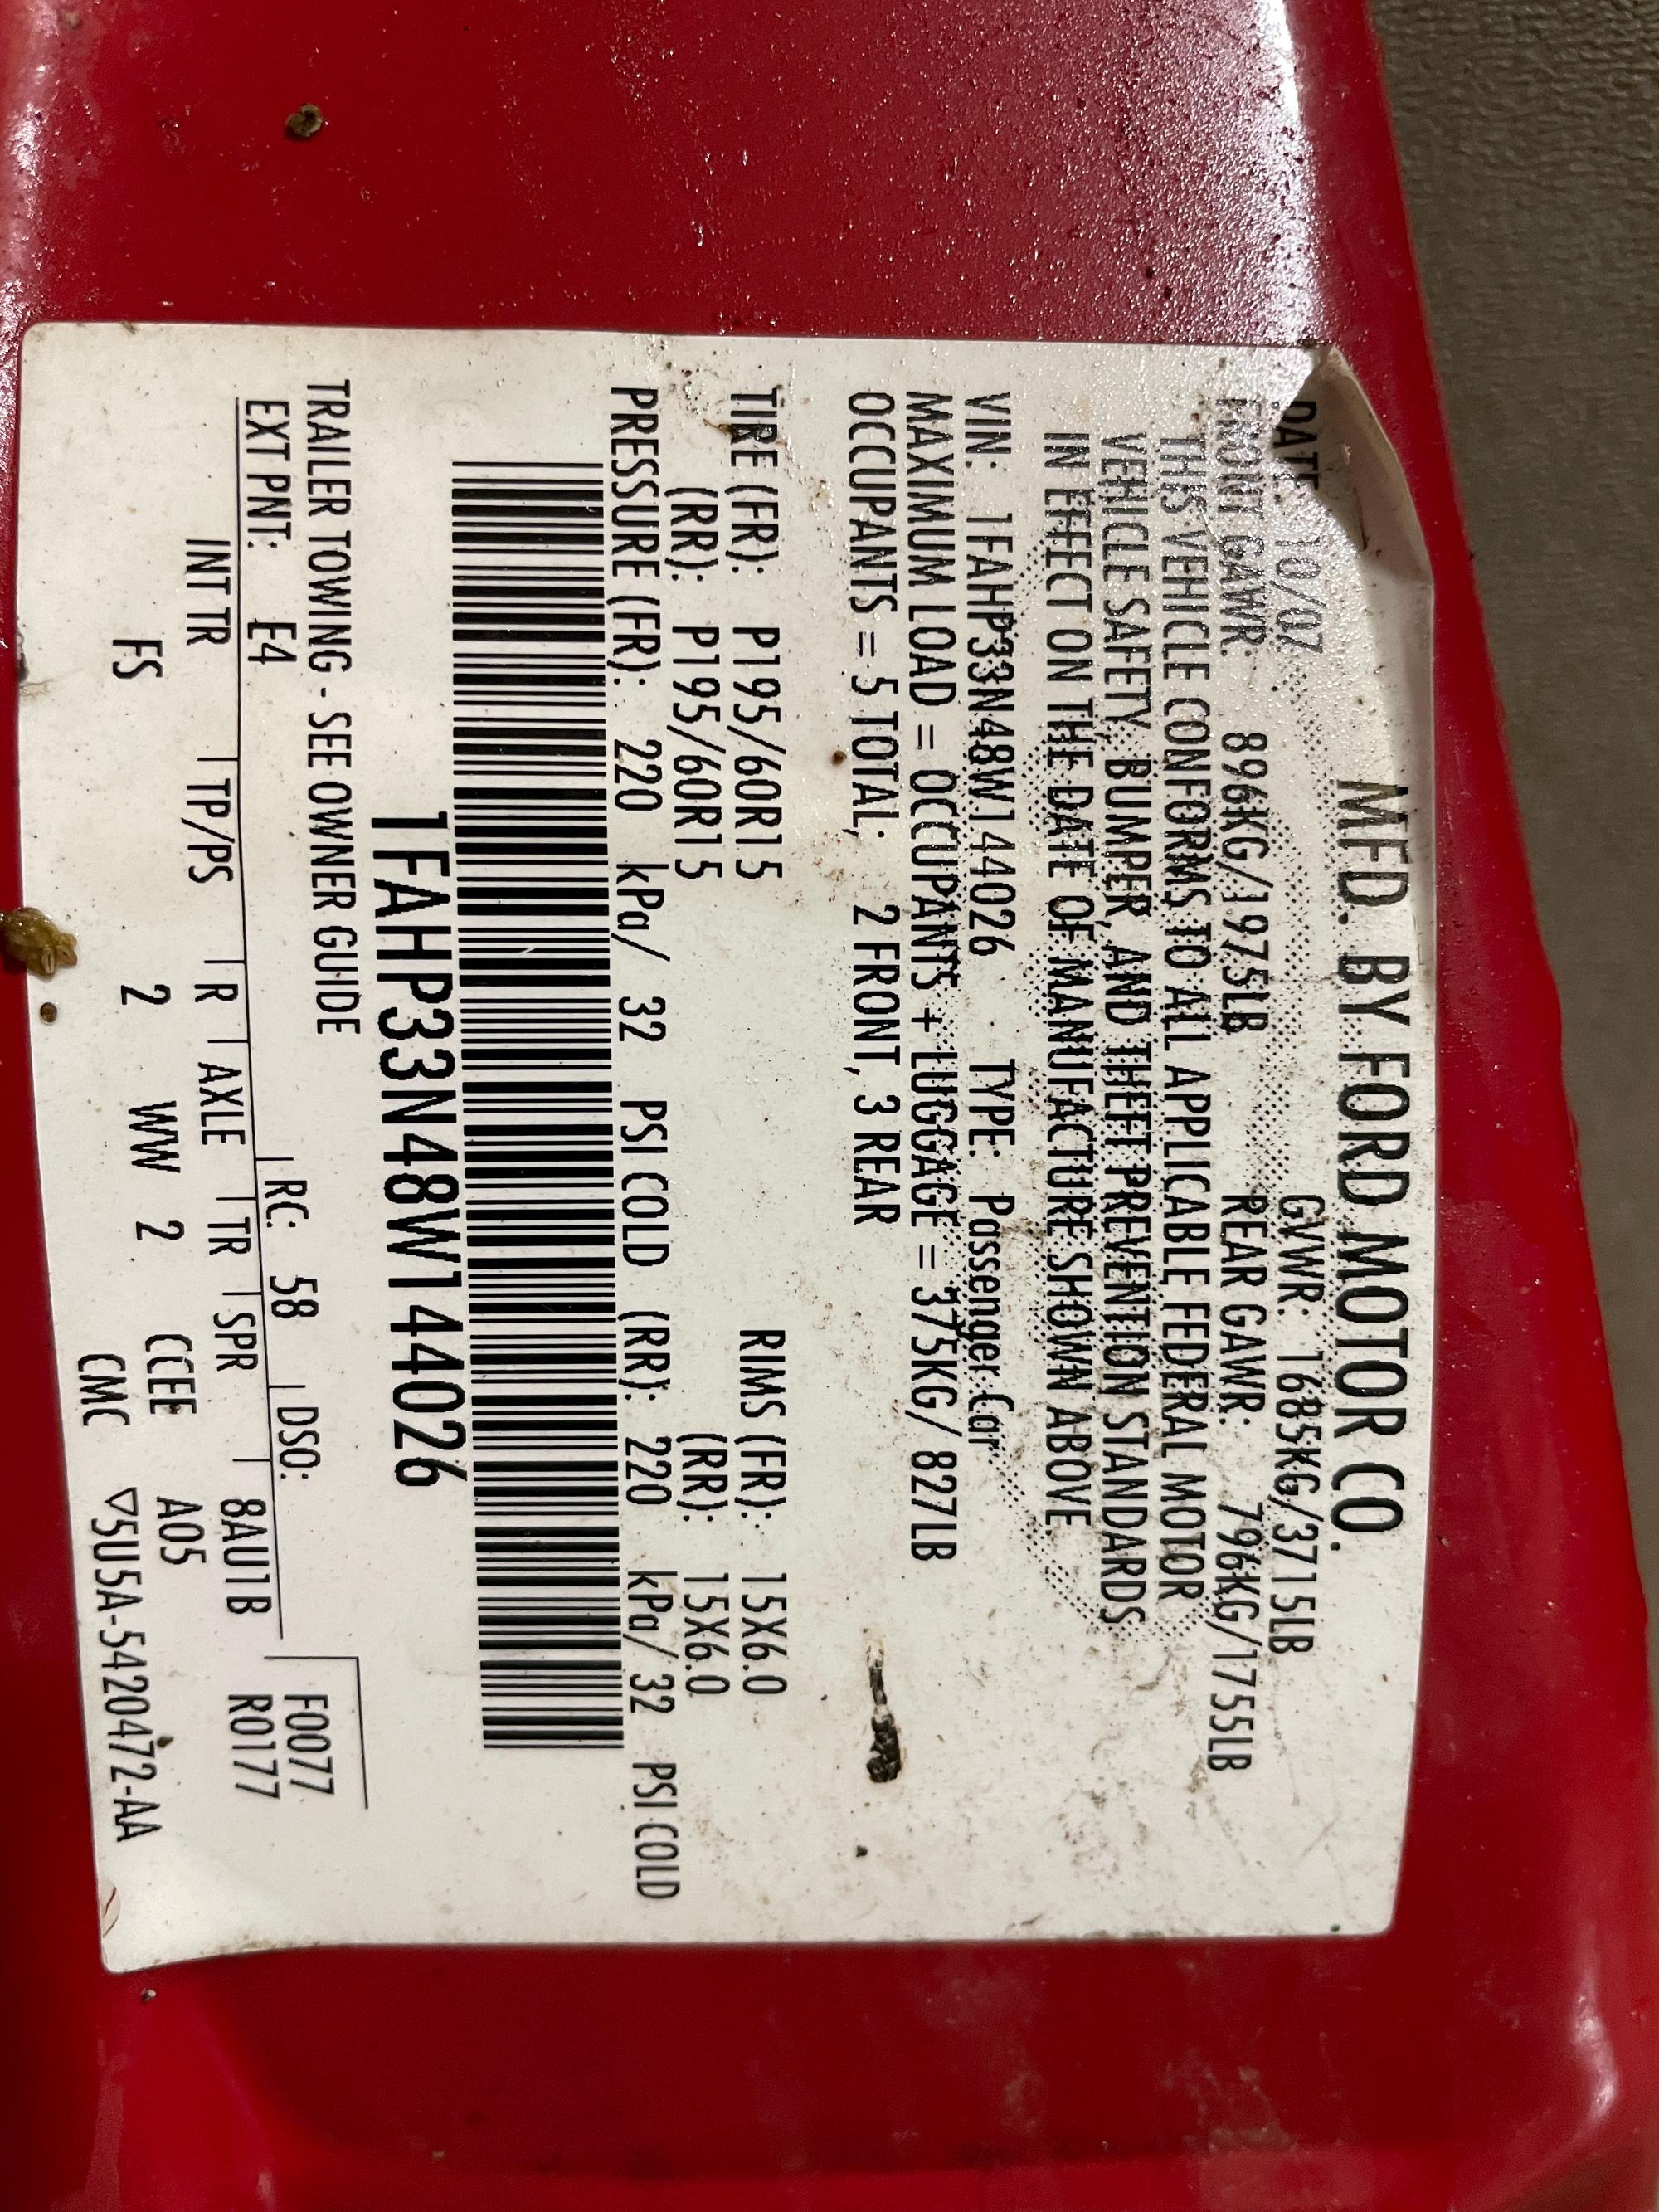 MFD. BY FORD MOTOR CO.
DATE: 10/07 GVWR: 1685KG/3715LB
FRONT GAWR: 896KG/1975LB REAR GAWR: 796KG/1755LB
THIS VEHICLE CONFORMS TO ALL APPLICABLE FEDERAL MOTOR
VEHICLE SAFETY, BUMPER, AND THEFT PREVENTION STANDARDS
IN EFFECT ON THE DATE OF MANUFACTURE SHOWN ABOVE.
VIN: 1FAHP33N48W144026 TYPE: Passenger Car
MAXIMUM LOAD = OCCUPANTS + LUGGAGE = 375KG/ 827LB
OCCUPANTS = 5 TOTAL; 2 FRONT, 3 REAR
TIRE (FR): P195/60R15 RIMS (FR): 15X6.0
(RR): P195/60R15 (RR): 15X6.0
PRESSURE (FR): 220 kPa/ 32 PSI COLD (RR): 220 kPa/ 32 PSI COLD
1FAHP33N48W144026
TRAILER TOWING - SEE OWNER GUIDE
F0077
EXT PNT: E4 RC: 58 DSO: R0177
INT TR TP/PS R AXLE TR SPR 8AU1B
FS 2 WW 2 CCEE A05
CMC ▽5U5A-5420472-AA